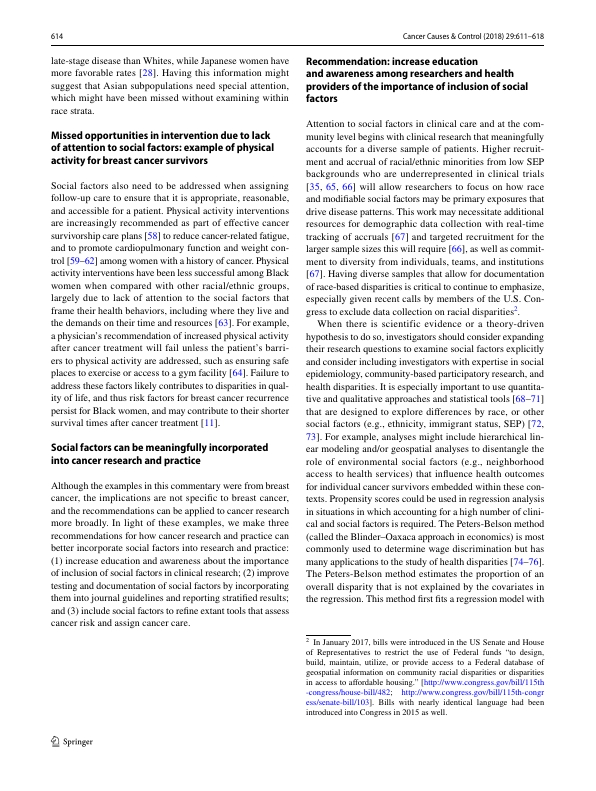 614
Cancer Causes & Control (2018) 29:611–618
late-stage disease than Whites, while Japanese women have
more favorable rates [28]. Having this information might
suggest that Asian subpopulations need special attention,
which might have been missed without examining within
race strata.
Missed opportunities in intervention due to lack
of attention to social factors: example of physical
activity for breast cancer survivors
Social factors also need to be addressed when assigning
follow-up care to ensure that it is appropriate, reasonable,
and accessible for a patient. Physical activity interventions
are increasingly recommended as part of effective cancer
survivorship care plans [58] to reduce cancer-related fatigue,
and to promote cardiopulmonary function and weight con-
trol [59–62] among women with a history of cancer. Physical
activity interventions have been less successful among Black
women when compared with other racial/ethnic groups,
largely due to lack of attention to the social factors that
frame their health behaviors, including where they live and
the demands on their time and resources [63]. For example,
a physician's recommendation of increased physical activity
after cancer treatment will fail unless the patient's barri-
ers to physical activity are addressed, such as ensuring safe
places to exercise or access to a gym facility [64]. Failure to
address these factors likely contributes to disparities in qual-
ity of life, and thus risk factors for breast cancer recurrence
persist for Black women, and may contribute to their shorter
survival times after cancer treatment [11].
Social factors can be meaningfully incorporated
into cancer research and practice
Although the examples in this commentary were from breast
cancer, the implications are not specific to breast cancer,
and the recommendations can be applied to cancer research
more broadly. In light of these examples, we make three
recommendations for how cancer research and practice can
better incorporate social factors into research and practice:
(1) increase education and awareness about the importance
of inclusion of social factors in clinical research; (2) improve
testing and documentation of social factors by incorporating
them into journal guidelines and reporting stratified results;
and (3) include social factors to refine extant tools that assess
cancer risk and assign cancer care.
Recommendation: increase education
and awareness among researchers and health
providers of the importance of inclusion of social
factors
Attention to social factors in clinical care and at the com-
munity level begins with clinical research that meaningfully
accounts for a diverse sample of patients. Higher recruit-
ment and accrual of racial/ethnic minorities from low SEP
backgrounds who are underrepresented in clinical trials
[35, 65, 66] will allow researchers to focus on how race
and modifiable social factors may be primary exposures that
drive disease patterns. This work may necessitate additional
resources for demographic data collection with real-time
tracking of accruals [67] and targeted recruitment for the
larger sample sizes this will require [66], as well as commit-
ment to diversity from individuals, teams, and institutions
[67]. Having diverse samples that allow for documentation
of race-based disparities is critical to continue to emphasize,
especially given recent calls by members of the U.S. Con-
gress to exclude data collection on racial disparities2.
When there is scientific evidence or a theory-driven
hypothesis to do so, investigators should consider expanding
their research questions to examine social factors explicitly
and consider including investigators with expertise in social
epidemiology, community-based participatory research, and
health disparities. It is especially important to use quantita-
tive and qualitative approaches and statistical tools [68–71]
that are designed to explore differences by race, or other
social factors (e.g., ethnicity, immigrant status, SEP) [72,
73]. For example, analyses might include hierarchical lin-
ear modeling and/or geospatial analyses to disentangle the
role of environmental social factors (e.g., neighborhood
access to health services) that influence health outcomes
for individual cancer survivors embedded within these con-
texts. Propensity scores could be used in regression analysis
in situations in which accounting for a high number of clini-
cal and social factors is required. The Peters-Belson method
(called the Blinder–Oaxaca approach in economics) is most
commonly used to determine wage discrimination but has
many applications to the study of health disparities [74–76].
The Peters-Belson method estimates the proportion of an
overall disparity that is not explained by the covariates in
the regression. This method first fits a regression model with
2 In January 2017, bills were introduced in the US Senate and House
of Representatives to restrict the use of Federal funds “to design,
build, maintain, utilize, or provide access to a Federal database of
geospatial information on community racial disparities or disparities
in access to affordable housing.” [http://www.congress.gov/bill/115th
-congress/house-bill/482; http://www.congress.gov/bill/115th-congr
ess/senate-bill/103]. Bills with nearly identical language had been
introduced into Congress in 2015 as well.
Springer